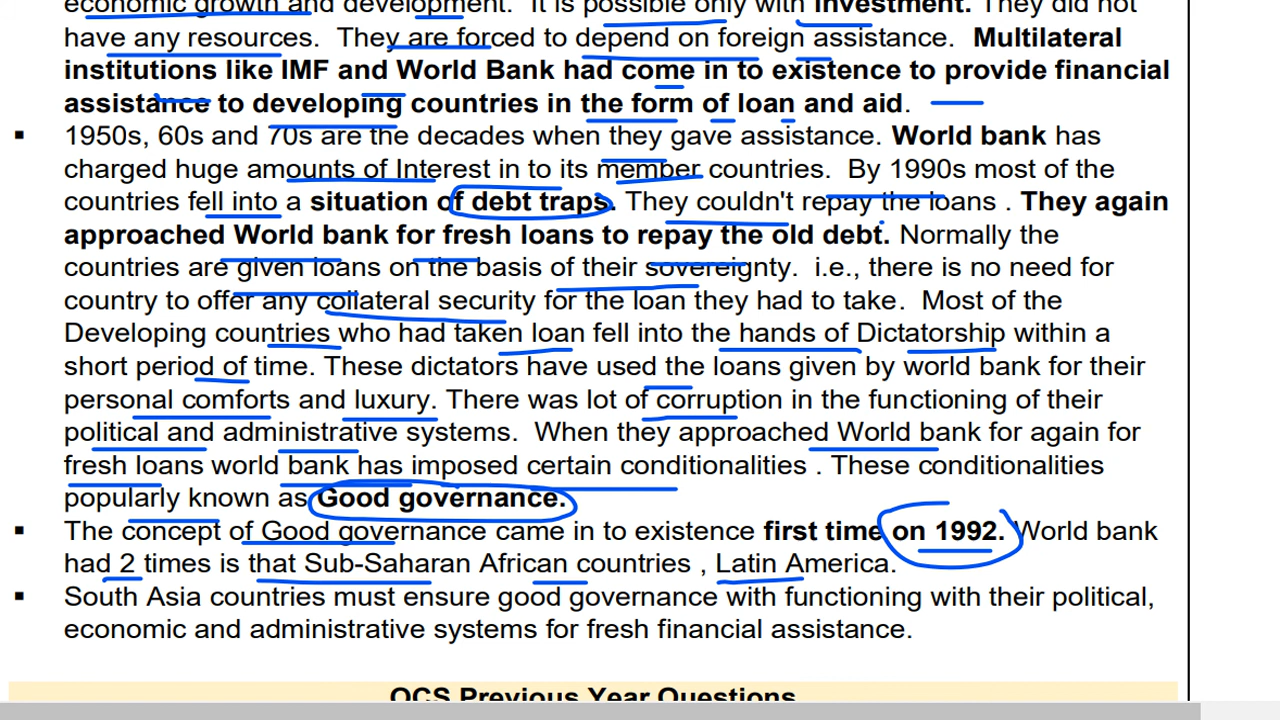 economic growth and development. It is possible only with investment. They did not
have any resources. They are forced to depend on foreign assistance. Multilateral
institutions like IMF and World Bank had come in to existence to provide financial
assistance to developing countries in the form of loan and aid.
▪ 1950s, 60s and 70s are the decades when they gave assistance. World bank has
charged huge amounts of Interest in to its member countries. By 1990s most of the
countries fell into a situation of debt traps. They couldn't repay the loans . They again
approached World bank for fresh loans to repay the old debt. Normally the
countries are given loans on the basis of their sovereignty. i.e., there is no need for
country to offer any collateral security for the loan they had to take. Most of the
Developing countries who had taken loan fell into the hands of Dictatorship within a
short period of time. These dictators have used the loans given by world bank for their
personal comforts and luxury. There was lot of corruption in the functioning of their
political and administrative systems. When they approached World bank for again for
fresh loans world bank has imposed certain conditionalities . These conditionalities
popularly known as Good governance.
▪ The concept of Good governance came in to existence first time on 1992. World bank
had 2 times is that Sub-Saharan African countries , Latin America.
▪ South Asia countries must ensure good governance with functioning with their political,
economic and administrative systems for fresh financial assistance.
OCS Previous Year Questions